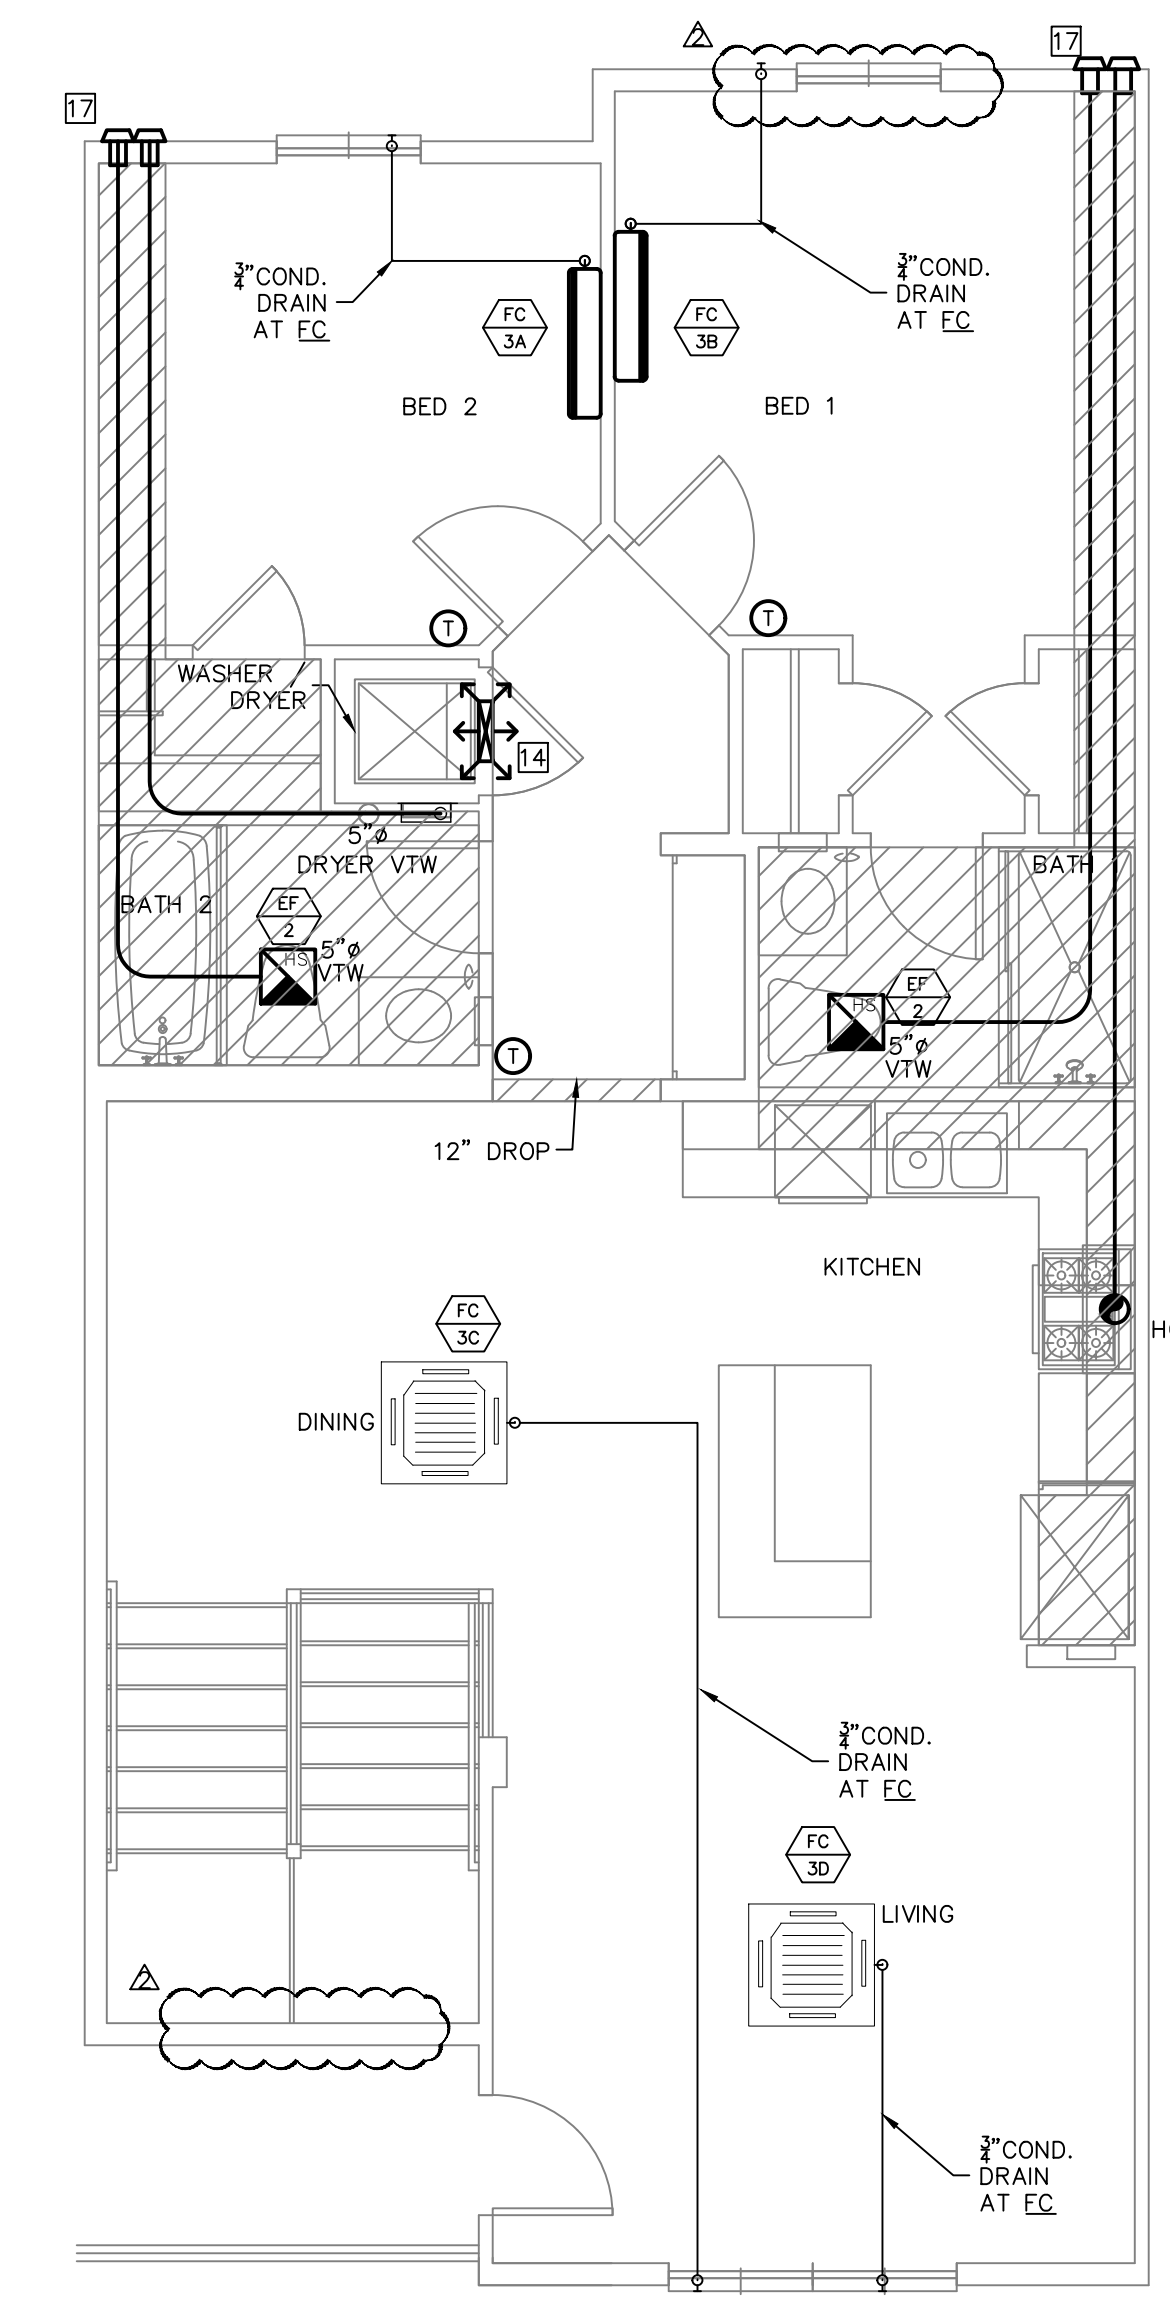 2
17
17
¾"COND.
DRAIN
AT FC
¾"COND.
DRAIN
AT FC
FC
3A
FC
3B
BED 2
BED 1
T
T
WASHER
DRYER
14
5"ø
DRYER VTW
BATH
BATH 2
EF
2
HS
5"ø
VTW
EF
2
HS
5"ø
VTW
T
12" DROP
KITCHEN
FC
3C
DINING
¾"COND.
DRAIN
AT FC
FC
3D
LIVING
2
¾"COND.
DRAIN
AT FC